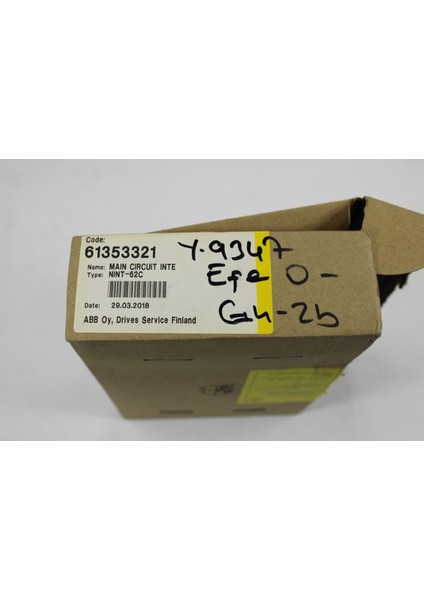 Code:
61353321
Name: MAIN CIRCUIT INTE
Type: NINT-62C
Date: 29.03.2018
ABB Oy, Drives Service Finland
Y.9347
Efe O-
G4-2b